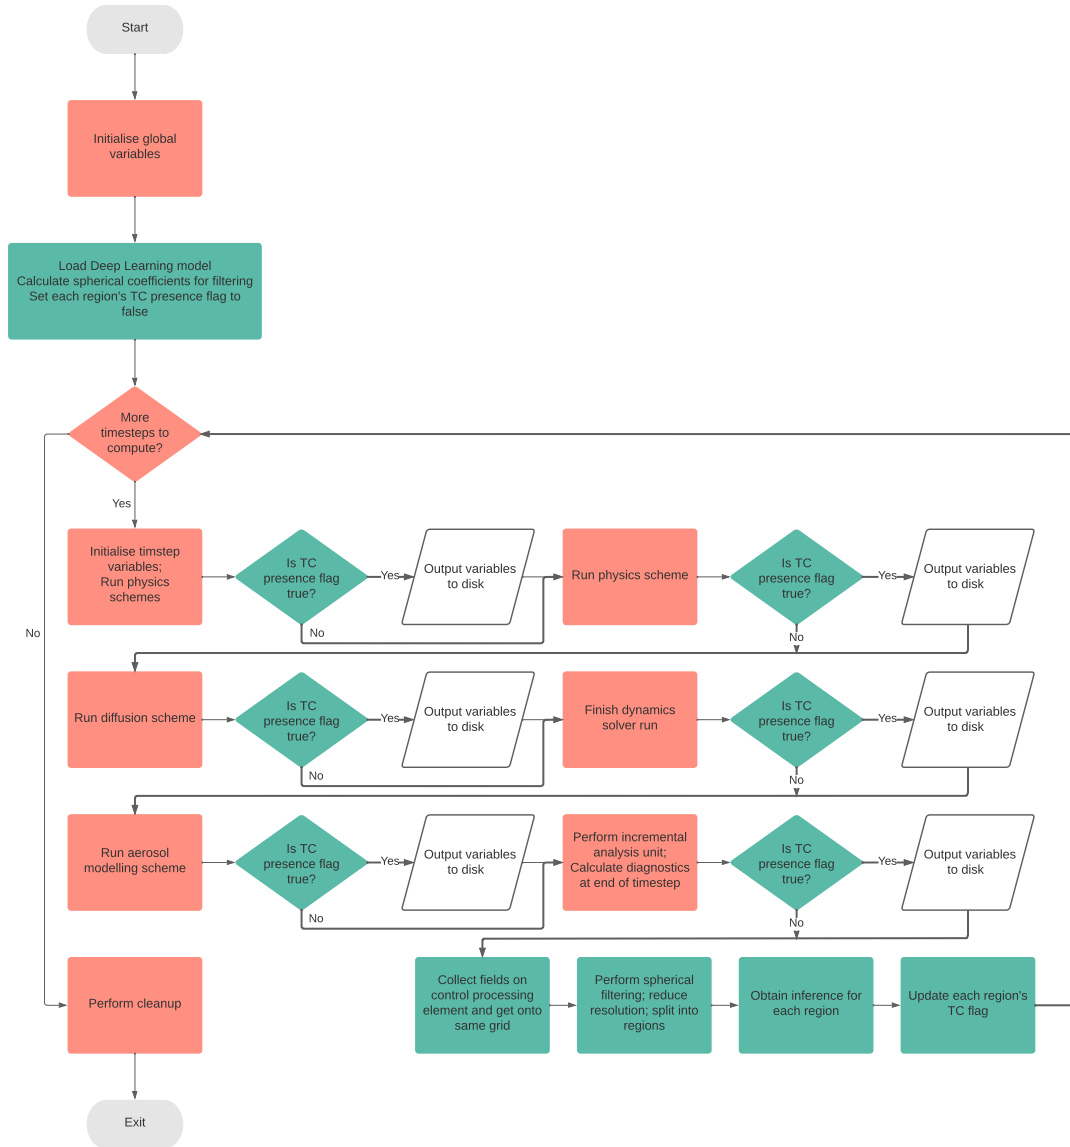 Start
Initialise global
variables
Load Deep Learning model
Calculate spherical coefficients for filtering
Set each region's TC presence flag to
false
More
timesteps to
compute?
Yes
No
Initialise timstep
variables;
Run physics
schemes
Is TC
presence flag
true?
Yes
No
Output variables
to disk
Run physics scheme
Is TC
presence flag
true?
Yes
No
Output variables
to disk
Run diffusion scheme
Is TC
presence flag
true?
Yes
No
Output variables
to disk
Finish dynamics
solver run
Is TC
presence flag
true?
Yes
No
Output variables
to disk
Run aerosol
modelling scheme
Is TC
presence flag
true?
Yes
No
Output variables
to disk
Perform incremental
analysis unit;
Calculate diagnostics
at end of timestep
Is TC
presence flag
true?
Yes
No
Output variables
to disk
Collect fields on
control processing
element and get onto
same grid
Perform spherical
filtering; reduce
resolution; split into
regions
Obtain inference for
each region
Update each region's
TC flag
Perform cleanup
Exit